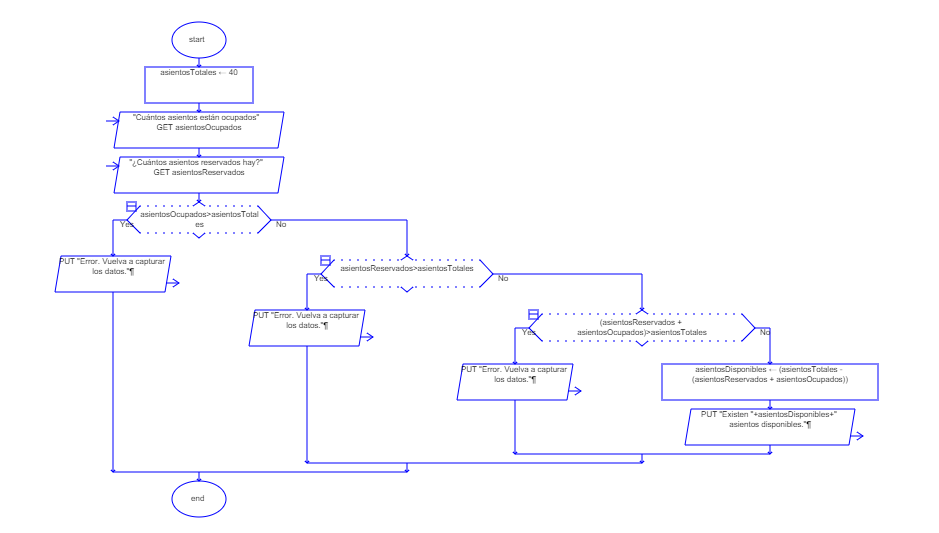 start
asientosTotales ← 40
"Cuántos asientos están ocupados"
GET asientosOcupados
"¿Cuántos asientos reservados hay?"
GET asientosReservados
asientosOcupados>asientosTotal
es
Yes
No
PUT "Error. Vuelva a capturar
los datos."¶
asientosReservados>asientosTotales
Yes
No
PUT "Error. Vuelva a capturar
los datos."¶
(asientosReservados +
asientosOcupados)>asientosTotales
Yes
No
PUT "Error. Vuelva a capturar
los datos."¶
asientosDisponibles ← (asientosTotales -
(asientosReservados + asientosOcupados))
PUT "Existen "+asientosDisponibles+"
asientos disponibles."¶
end